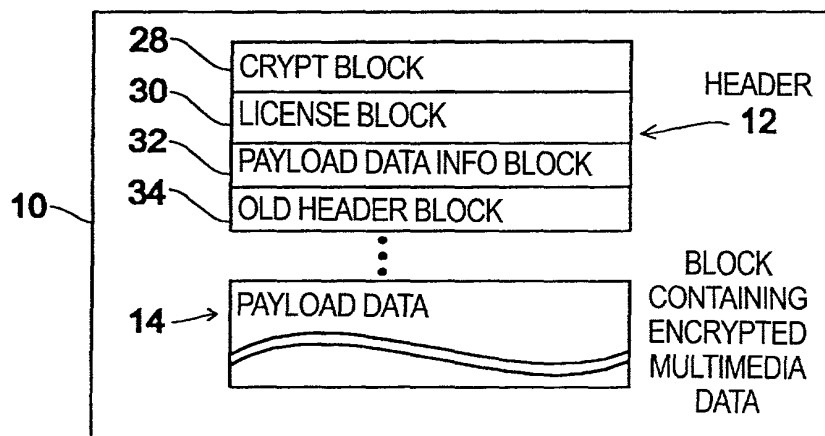 28
CRYPT BLOCK
30
LICENSE BLOCK
HEADER
12
32
PAYLOAD DATA INFO BLOCK
10
34
OLD HEADER BLOCK
14
PAYLOAD DATA
BLOCK
CONTAINING
ENCRYPTED
MULTIMEDIA
DATA